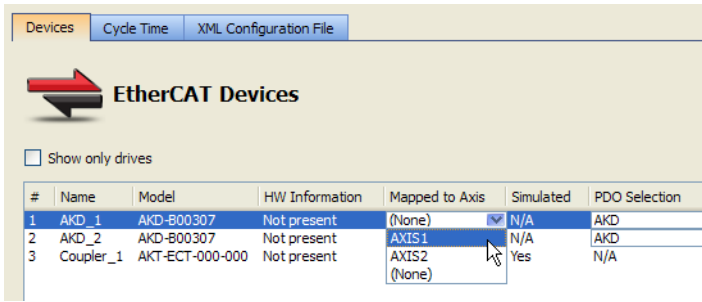 Devices Cycle Time XML Configuration File
EtherCAT Devices
Show only drives
# Name Model HW Information Mapped to Axis Simulated PDO Selection
1 AKD_1 AKD-B00307 Not present (None) N/A AKD
2 AKD_2 AKD-B00307 Not present AXIS1 N/A AKD
3 Coupler_1 AKT-ECT-000-000 Not present AXIS2 Yes N/A
(None)